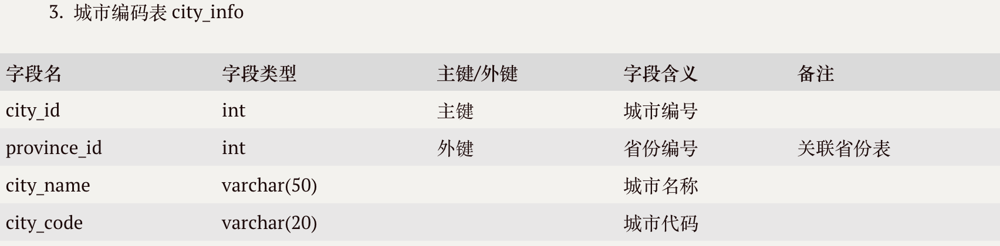 3. 城市编码表 city_info
字段名 字段类型 主键/外键 字段含义 备注
city_id int 主键 城市编号
province_id int 外键 省份编号 关联省份表
city_name varchar(50) 城市名称
city_code varchar(20) 城市代码